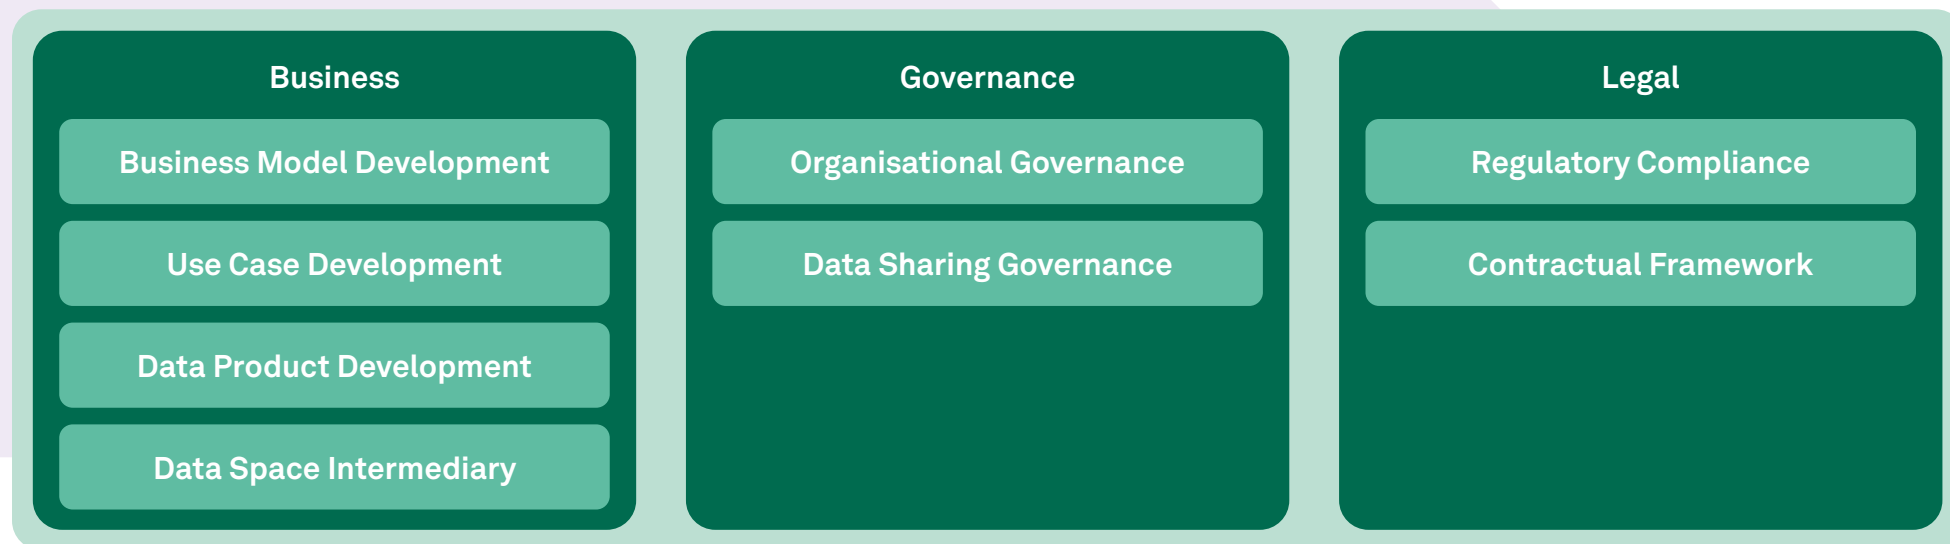 Business
Business Model Development
Use Case Development
Data Product Development
Data Space Intermediary
Governance
Organisational Governance
Data Sharing Governance
Legal
Regulatory Compliance
Contractual Framework